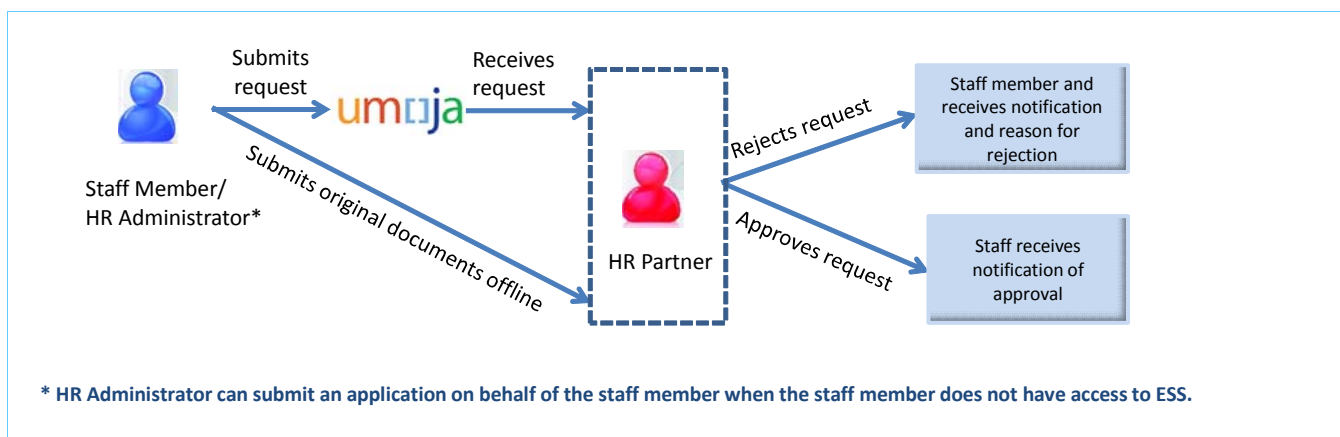 Submits
request
Receives
request
umoja
Staff Member/
HR Administrator*
Submits original documents offline
HR Partner
Rejects request
Approves request
Staff member and
receives notification
and reason for
rejection
Staff receives
notification of
approval
* HR Administrator can submit an application on behalf of the staff member when the staff member does not have access to ESS.